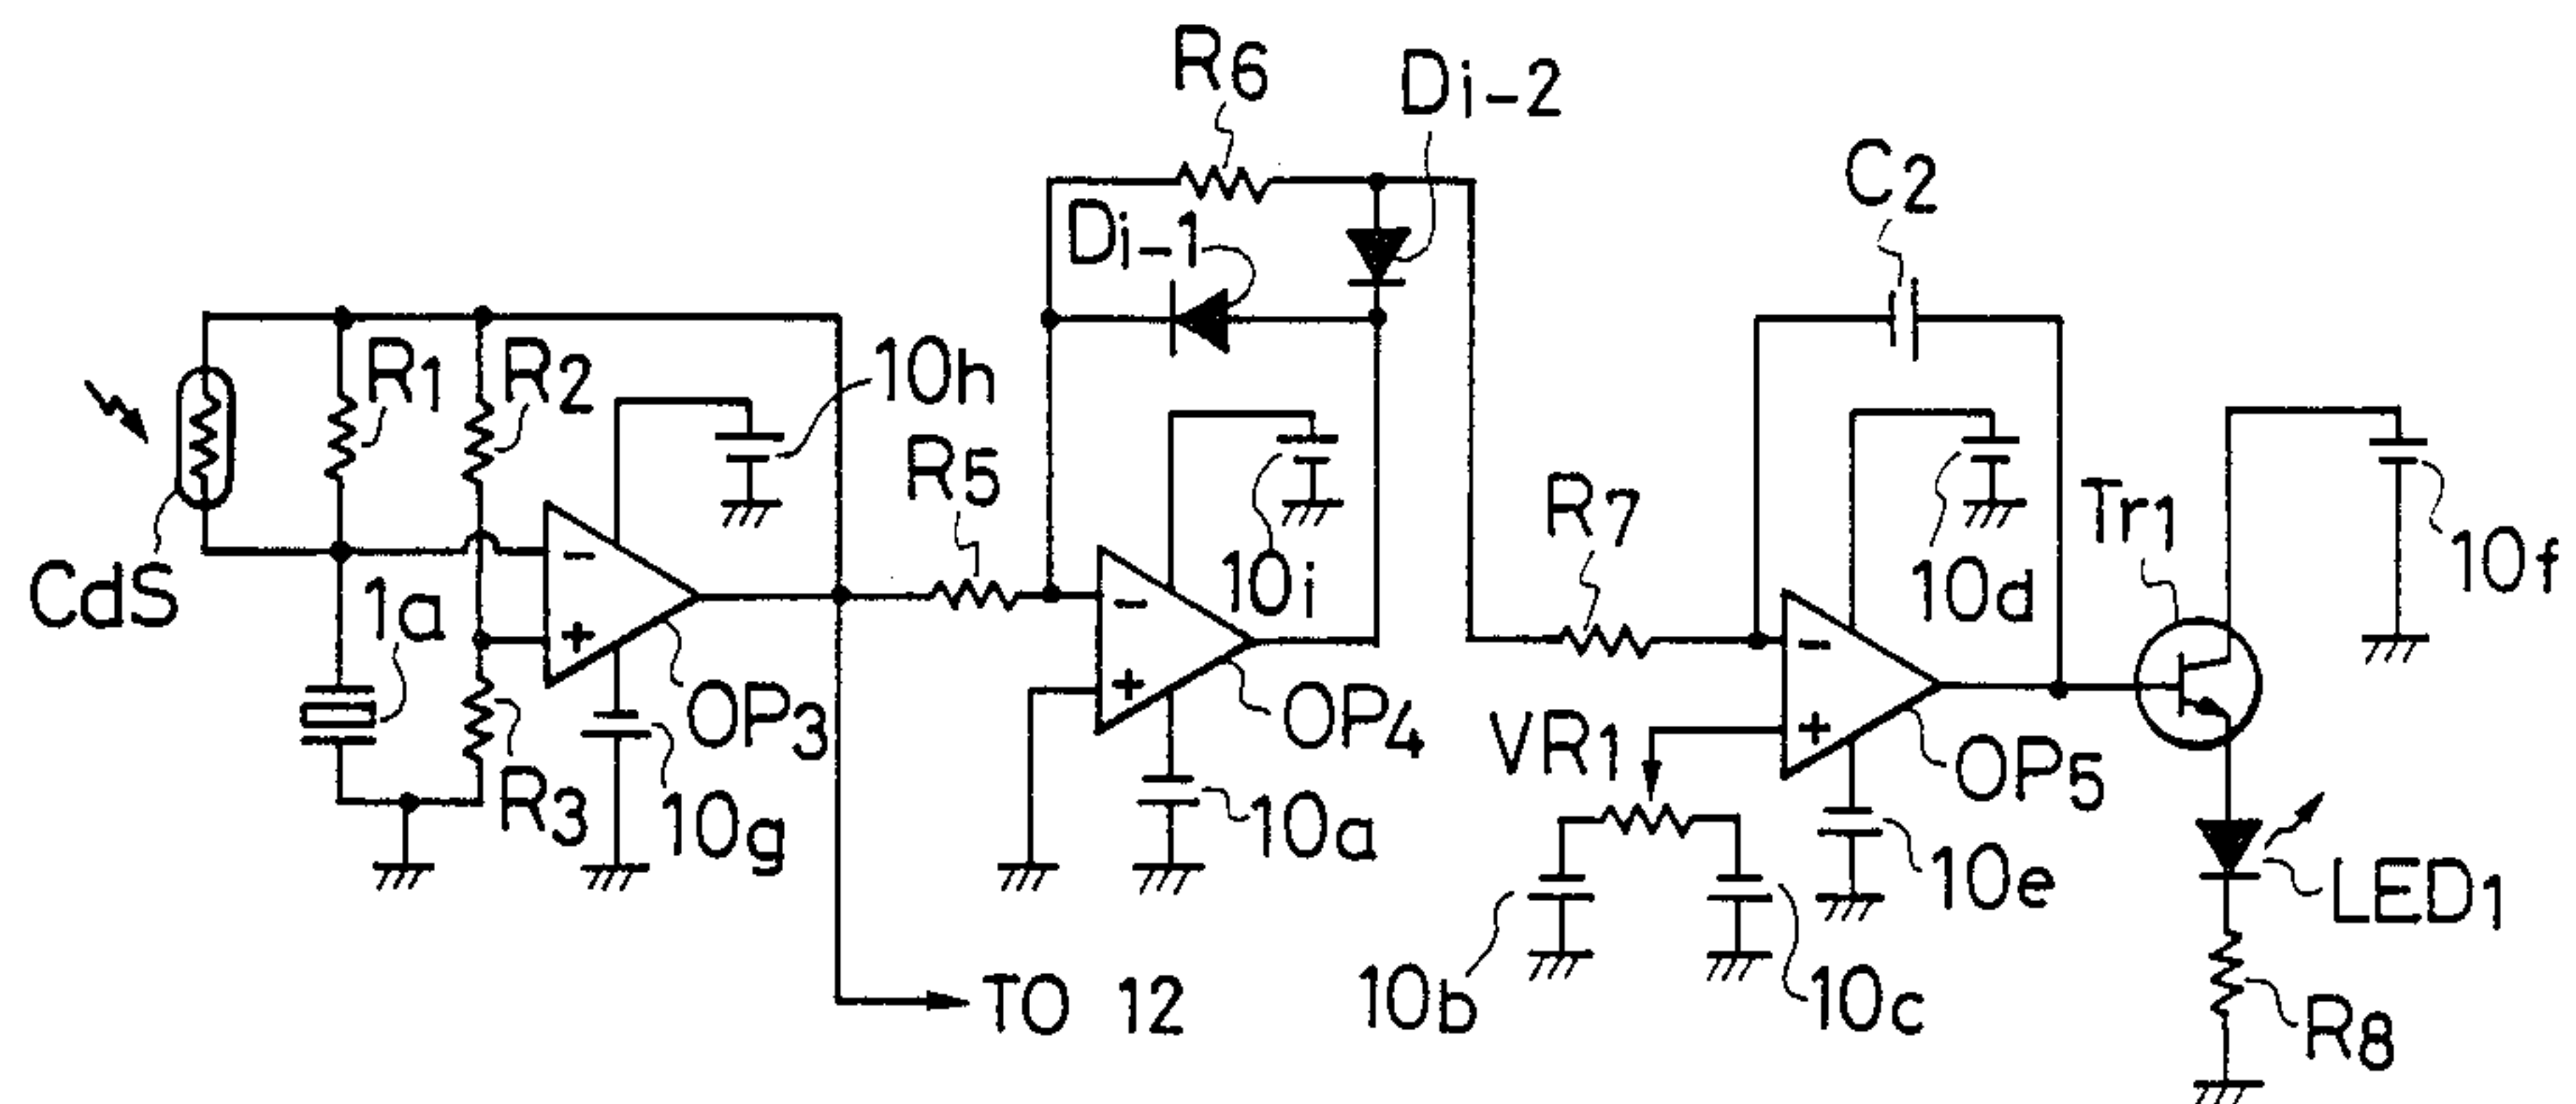 R6
Di-2
C2
Di-1
R1
R2
10h
R5
R7
10d
Tr1
10f
CdS
1a
10i
OP3
OP4
VR1
OP5
R3
10g
10a
10e
LED1
10b
10c
TO 12
R8